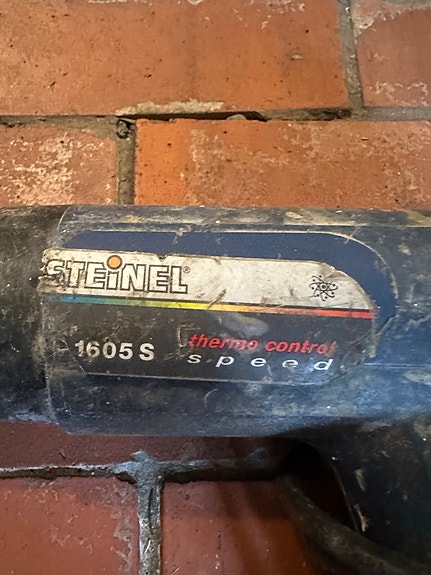 STEINEL®
1605 S
thermo control
speed